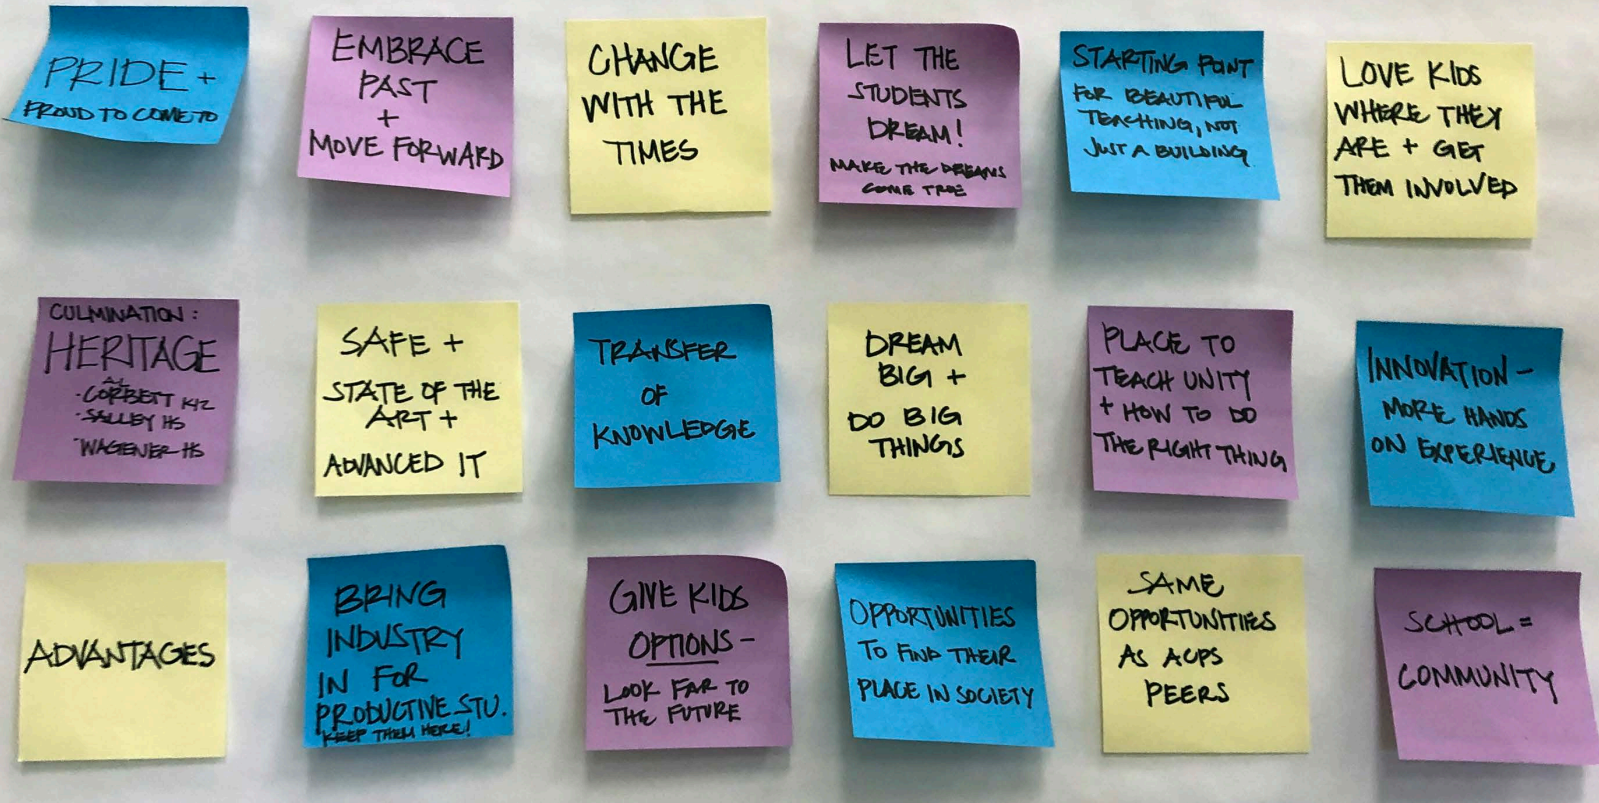 PRIDE +
PROUD TO COME TO
EMBRACE
PAST
+
MOVE FORWARD
CHANGE
WITH THE
TIMES
LET THE
STUDENTS
DREAM!
MAKE THE DREAMS
COME TRUE
STARTING POINT
FOR BEAUTIFUL
TEACHING, NOT
JUST A BUILDING
LOVE KIDS
WHERE THEY
ARE + GET
THEM INVOLVED
CULMINATION:
HERITAGE
A.L.
· CORBETT K12
· SALLEY HS
· WAGENER HS
SAFE +
STATE OF THE
ART +
ADVANCED IT
TRANSFER
OF
KNOWLEDGE
DREAM
BIG +
DO BIG
THINGS
PLACE TO
TEACH UNITY
+ HOW TO DO
THE RIGHT THING
INNOVATION -
MORE HANDS
ON EXPERIENCE
ADVANTAGES
BRING
INDUSTRY
IN FOR
PRODUCTIVE STU.
KEEP THEM HERE!
GIVE KIDS
OPTIONS -
LOOK FAR TO
THE FUTURE
OPPORTUNITIES
TO FIND THEIR
PLACE IN SOCIETY
SAME
OPPORTUNITIES
AS ACPS
PEERS
SCHOOL =
COMMUNITY